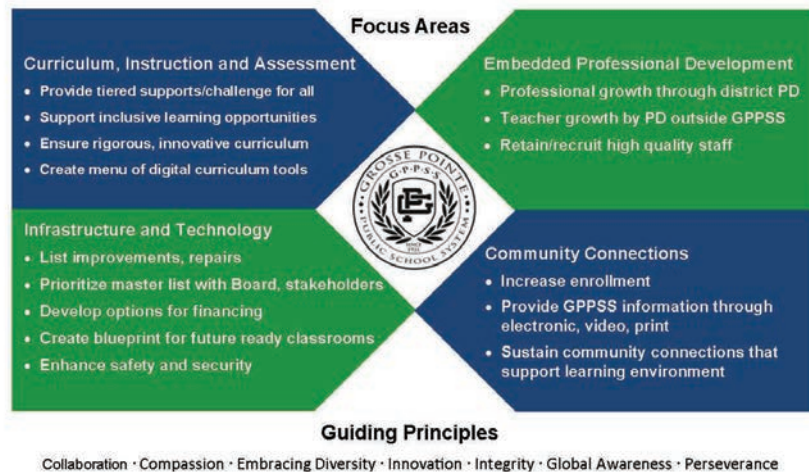 Focus Areas
Curriculum, Instruction and Assessment
• Provide tiered supports/challenge for all
• Support inclusive learning opportunities
• Ensure rigorous, innovative curriculum
• Create menu of digital curriculum tools
Embedded Professional Development
• Professional growth through district PD
• Teacher growth by PD outside GPPSS
• Retain/recruit high quality staff
GROSSE POINTE
G·P·P·S·S
PUBLIC SCHOOL SYSTEM
Infrastructure and Technology
• List improvements, repairs
• Prioritize master list with Board, stakeholders
• Develop options for financing
• Create blueprint for future ready classrooms
• Enhance safety and security
Community Connections
• Increase enrollment
• Provide GPPSS information through
electronic, video, print
• Sustain community connections that
support learning environment
Guiding Principles
Collaboration · Compassion · Embracing Diversity · Innovation · Integrity · Global Awareness · Perseverance